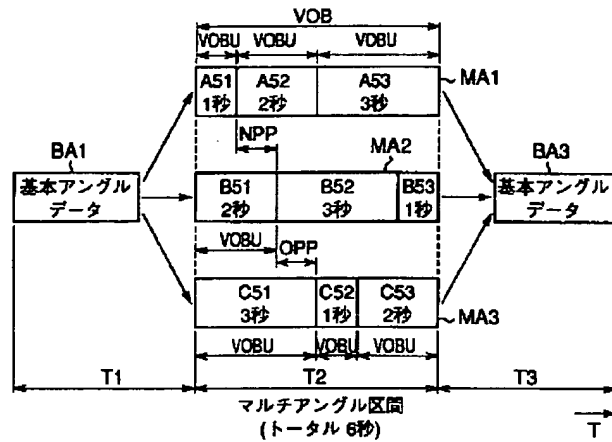 VOB
VOBU VOBU VOBU
A51 A52 A53
1秒 2秒 3秒
MA1
NPP
MA2
BA1
BA3
基本アングル
データ
B51 B52 B53
2秒 3秒 1秒
基本アングル
データ
VOBU
OPP
C51 C52 C53
3秒 1秒 2秒
MA3
VOBU VOBU VOBU
T1 T2 T3
マルチアングル区間
(トータル 6秒)
T